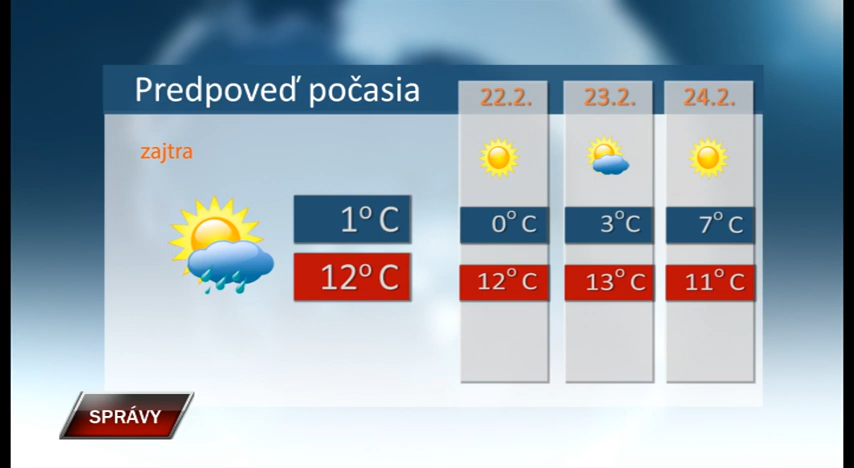 Predpoveď počasia
zajtra
1° C
12° C
22.2. 23.2. 24.2.
0° C 3°C 7° C
12° C 13° C 11° C
SPRÁVY